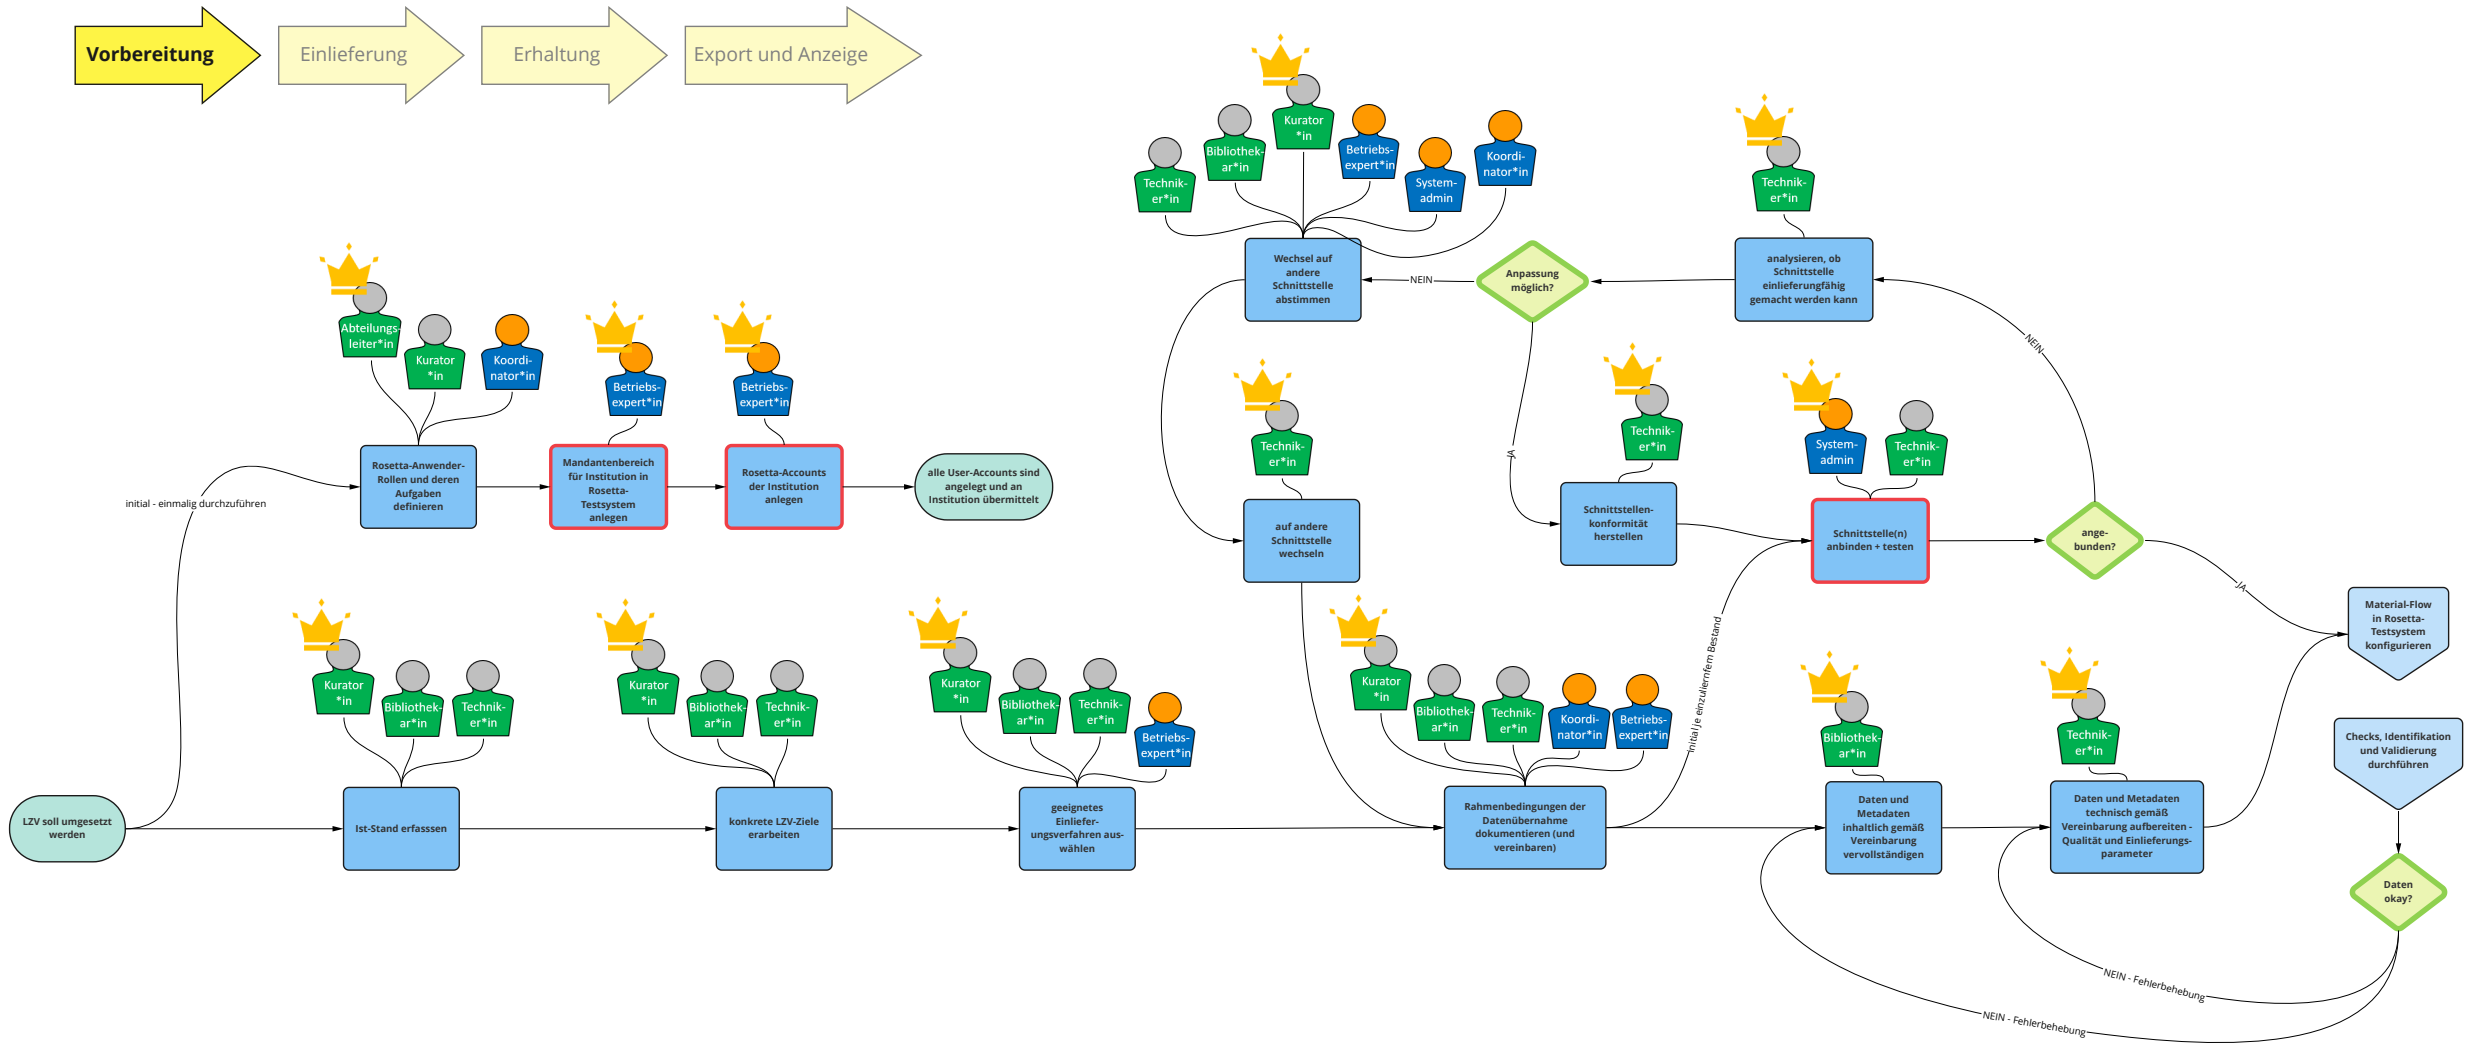 Vorbereitung
Einlieferung
Erhaltung
Export und Anzeige
Technik-
er*in
Bibliothek-
ar*in
Kurator
*in
Betriebs-
expert*in
System-
admin
Koordi-
nator*in
Technik-
er*in
Wechsel auf
andere
Schnittstelle
abstimmen
NEIN
Anpassung
möglich?
analysieren, ob
Schnittstelle
einlieferungfähig
gemacht werden kann
NEIN
Abteilungs-
leiter*in
Kurator
*in
Koordi-
nator*in
Betriebs-
expert*in
Betriebs-
expert*in
Technik-
er*in
JA
Technik-
er*in
System-
admin
Technik-
er*in
initial - einmalig durchzuführen
Rosetta-Anwender-
Rollen und deren
Aufgaben
definieren
Mandantenbereich
für Institution in
Rosetta-
Testsystem
anlegen
Rosetta-Accounts
der Institution
anlegen
alle User-Accounts sind
angelegt und an
Institution übermittelt
auf andere
Schnittstelle
wechseln
Schnittstellen-
konformität
herstellen
Schnittstelle(n)
anbinden + testen
ange-
bunden?
JA
Material-Flow
in Rosetta-
Testsystem
konfigurieren
Kurator
*in
Bibliothek-
ar*in
Technik-
er*in
Kurator
*in
Bibliothek-
ar*in
Technik-
er*in
Kurator
*in
Bibliothek-
ar*in
Technik-
er*in
Betriebs-
expert*in
Kurator
*in
Bibliothek-
ar*in
Technik-
er*in
Koordi-
nator*in
Betriebs-
expert*in
Initial je einzuliernfern Bestand
Bibliothek-
ar*in
Technik-
er*in
Checks, Identifikation
und Validierung
durchführen
LZV soll umgesetzt
werden
Ist-Stand erfasssen
konkrete LZV-Ziele
erarbeiten
geeignetes
Einliefer-
ungsverfahren aus-
wählen
Rahmenbedingungen der
Datenübernahme
dokumentieren (und
vereinbaren)
Daten und
Metadaten
inhaltlich gemäß
Vereinbarung
vervollständigen
Daten und Metadaten
technisch gemäß
Vereinbarung aufbereiten -
Qualität und Einlieferungs-
parameter
Daten
okay?
NEIN - Fehlerbehebung
NEIN - Fehlerbehebung